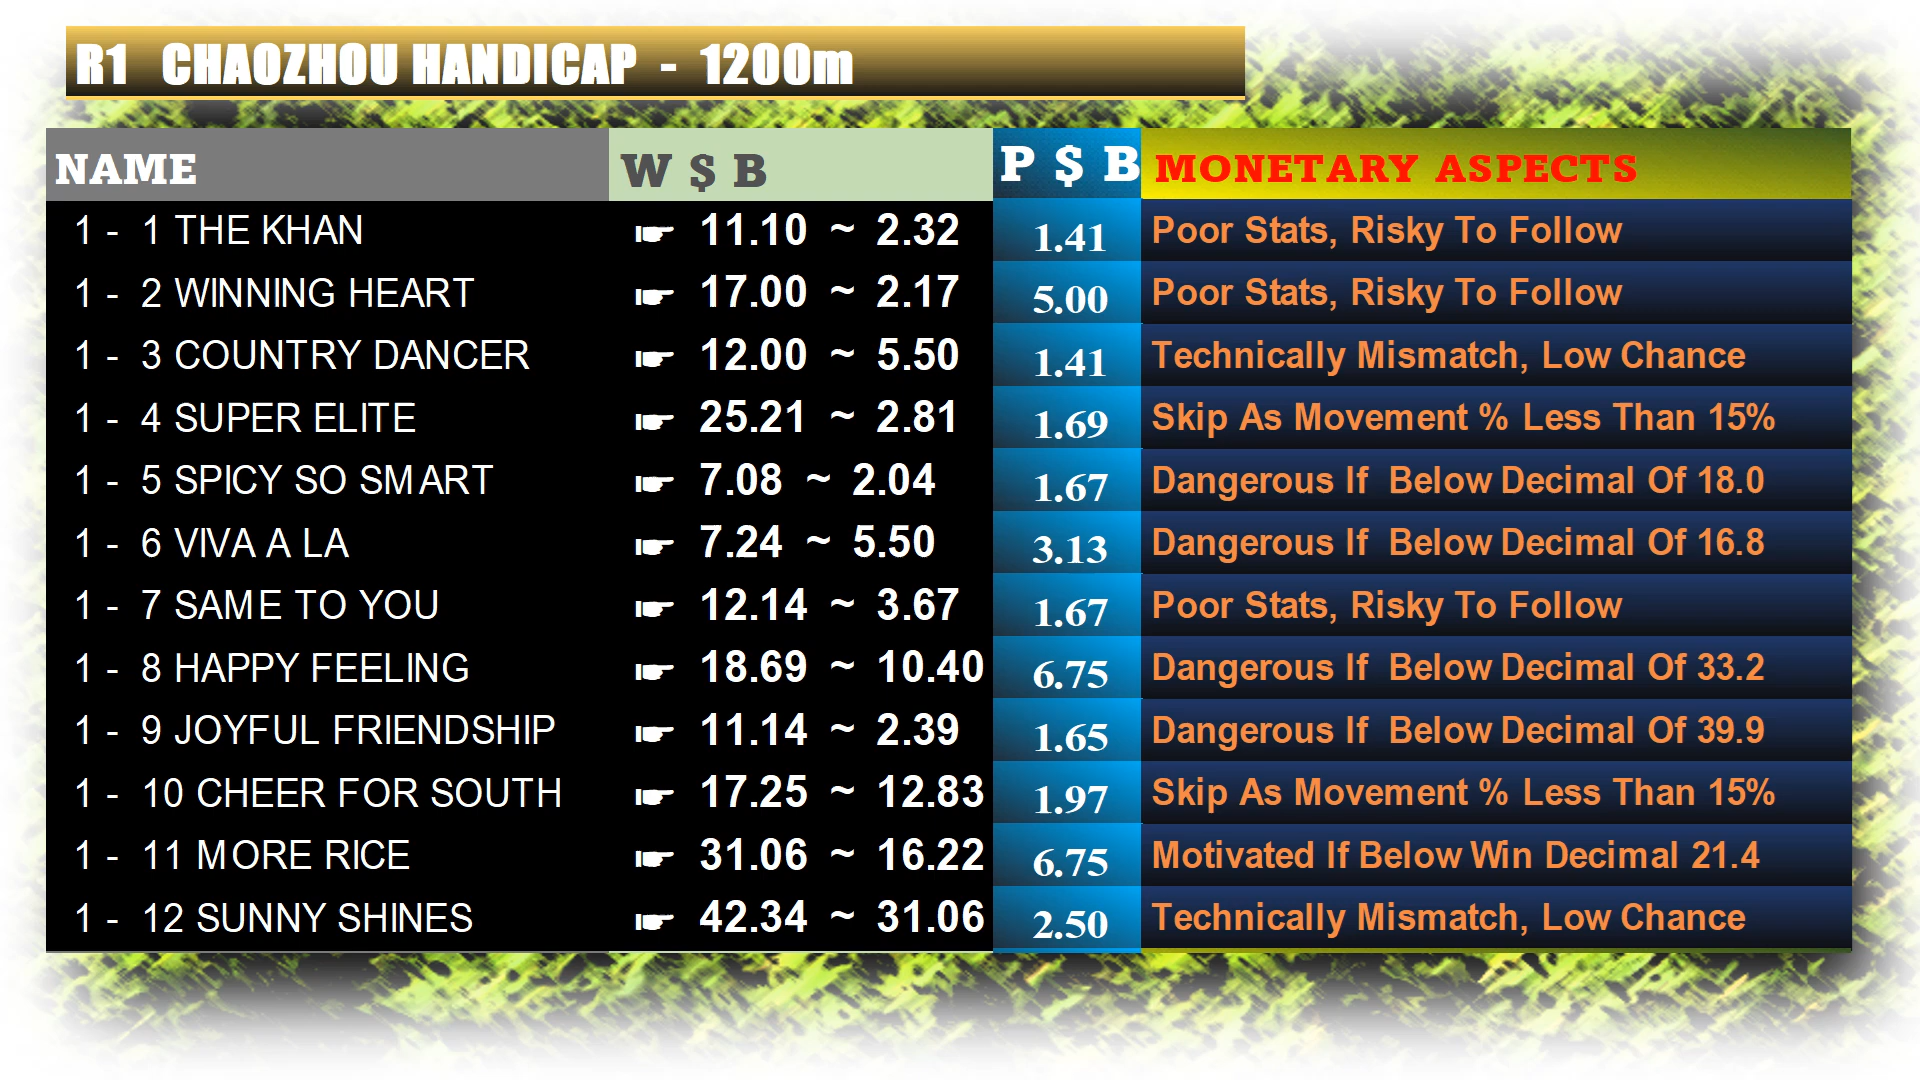 R1 CHAOZHOU HANDICAP - 1200m
NAME W $ B P $ B MONETARY ASPECTS
1 - 1 THE KHAN ☛ 11.10 ~ 2.32 1.41 Poor Stats, Risky To Follow
1 - 2 WINNING HEART ☛ 17.00 ~ 2.17 5.00 Poor Stats, Risky To Follow
1 - 3 COUNTRY DANCER ☛ 12.00 ~ 5.50 1.41 Technically Mismatch, Low Chance
1 - 4 SUPER ELITE ☛ 25.21 ~ 2.81 1.69 Skip As Movement % Less Than 15%
1 - 5 SPICY SO SMART ☛ 7.08 ~ 2.04 1.67 Dangerous If Below Decimal Of 18.0
1 - 6 VIVA A LA ☛ 7.24 ~ 5.50 3.13 Dangerous If Below Decimal Of 16.8
1 - 7 SAME TO YOU ☛ 12.14 ~ 3.67 1.67 Poor Stats, Risky To Follow
1 - 8 HAPPY FEELING ☛ 18.69 ~ 10.40 6.75 Dangerous If Below Decimal Of 33.2
1 - 9 JOYFUL FRIENDSHIP ☛ 11.14 ~ 2.39 1.65 Dangerous If Below Decimal Of 39.9
1 - 10 CHEER FOR SOUTH ☛ 17.25 ~ 12.83 1.97 Skip As Movement % Less Than 15%
1 - 11 MORE RICE ☛ 31.06 ~ 16.22 6.75 Motivated If Below Win Decimal 21.4
1 - 12 SUNNY SHINES ☛ 42.34 ~ 31.06 2.50 Technically Mismatch, Low Chance